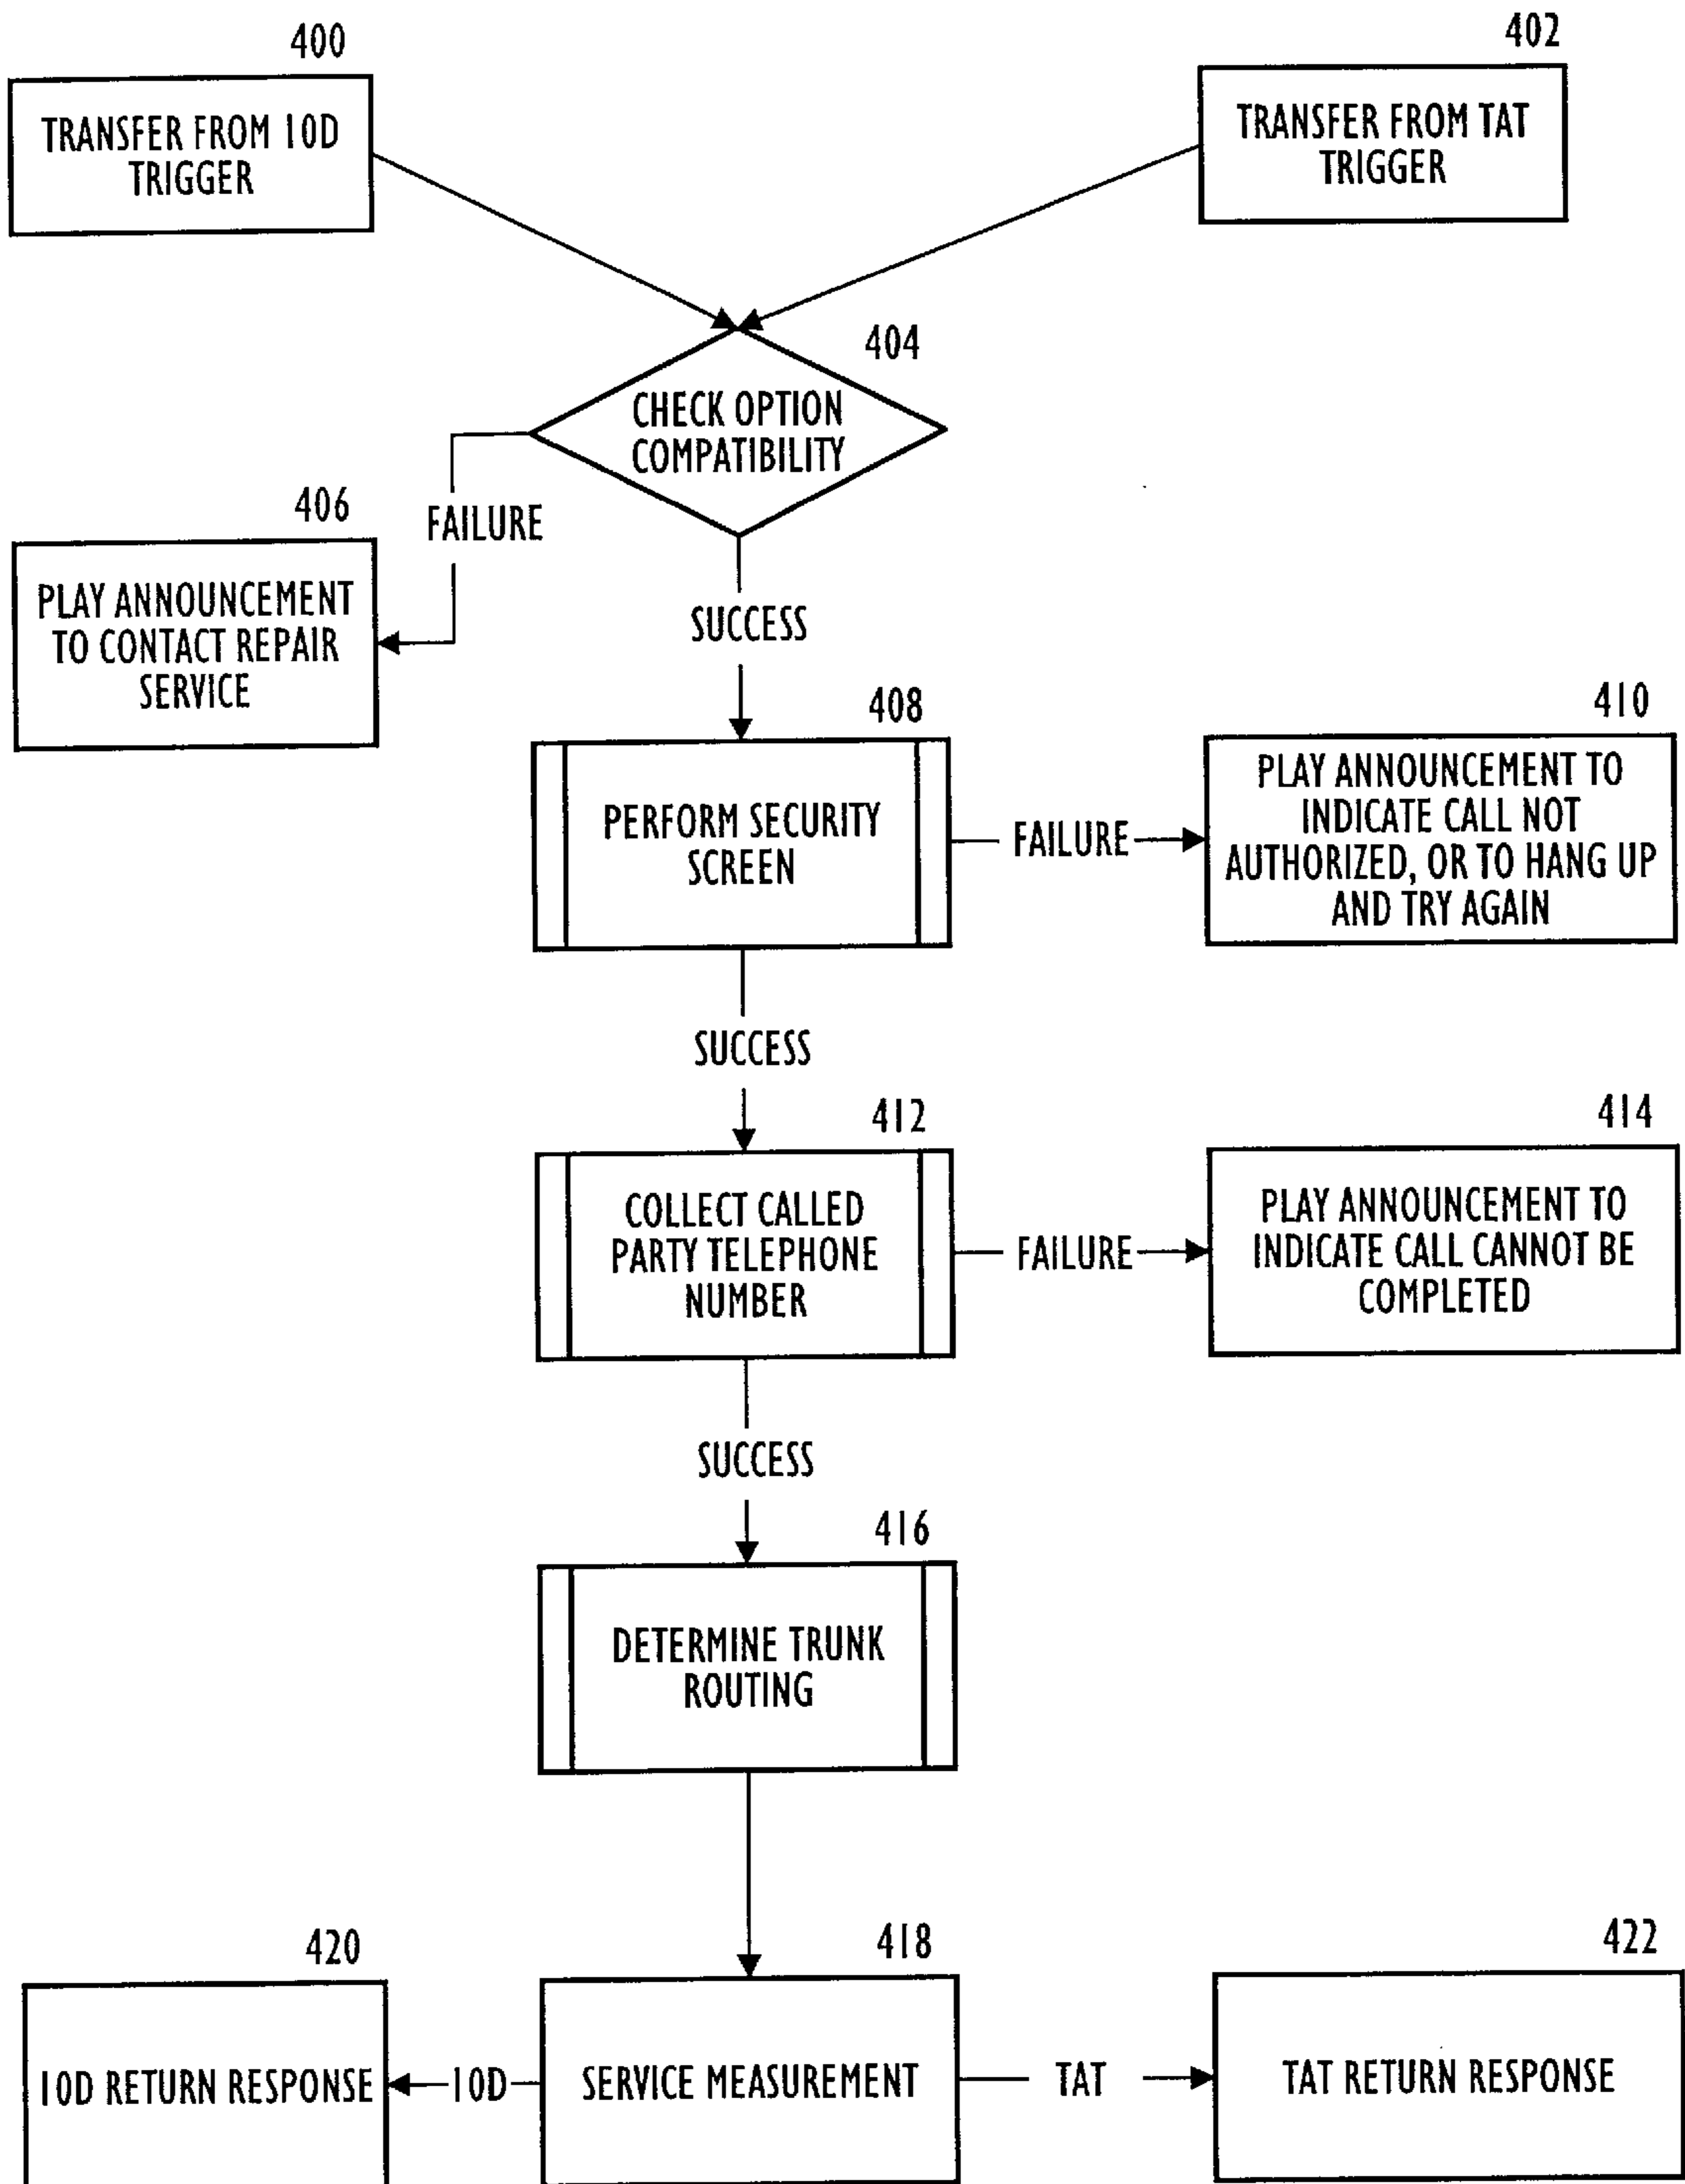 400
TRANSFER FROM 10D
TRIGGER
402
TRANSFER FROM TAT
TRIGGER
404
CHECK OPTION
COMPATIBILITY
FAILURE
406
PLAY ANNOUNCEMENT
TO CONTACT REPAIR
SERVICE
SUCCESS
408
PERFORM SECURITY
SCREEN
FAILURE
410
PLAY ANNOUNCEMENT TO
INDICATE CALL NOT
AUTHORIZED, OR TO HANG UP
AND TRY AGAIN
SUCCESS
412
COLLECT CALLED
PARTY TELEPHONE
NUMBER
FAILURE
414
PLAY ANNOUNCEMENT TO
INDICATE CALL CANNOT BE
COMPLETED
SUCCESS
416
DETERMINE TRUNK
ROUTING
420
10D RETURN RESPONSE
10D
418
SERVICE MEASUREMENT
TAT
422
TAT RETURN RESPONSE